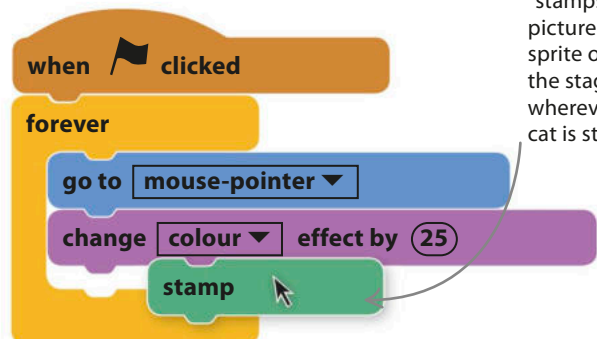 "stamps
picture
sprite o
the stag
wherev
cat is st
when clicked
forever
go to mouse-pointer
change colour effect by 25
stamp